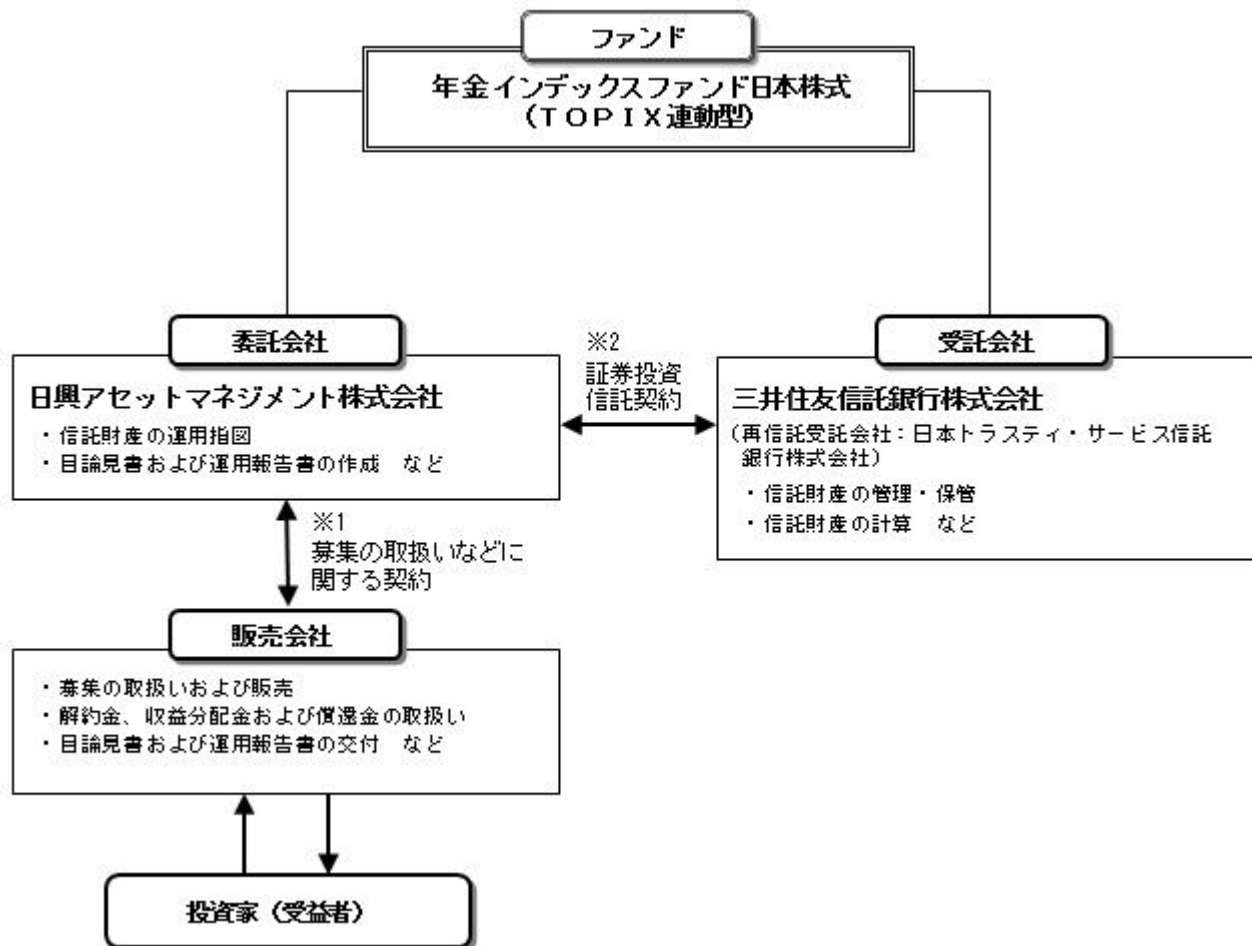 ファンド
年金インデックスファンド日本株式
(TOPIX連動型)
委託会社
日興アセットマネジメント株式会社
・信託財産の運用指図
・目論見書および運用報告書の作成　など
※2
証券投資
信託契約
受託会社
三井住友信託銀行株式会社
(再信託受託会社:日本トラスティ・サービス信託
銀行株式会社)
・信託財産の管理・保管
・信託財産の計算　など
※1
募集の取扱いなどに
関する契約
販売会社
・募集の取扱いおよび販売
・解約金、収益分配金および償還金の取扱い
・目論見書および運用報告書の交付　など
投資家(受益者)